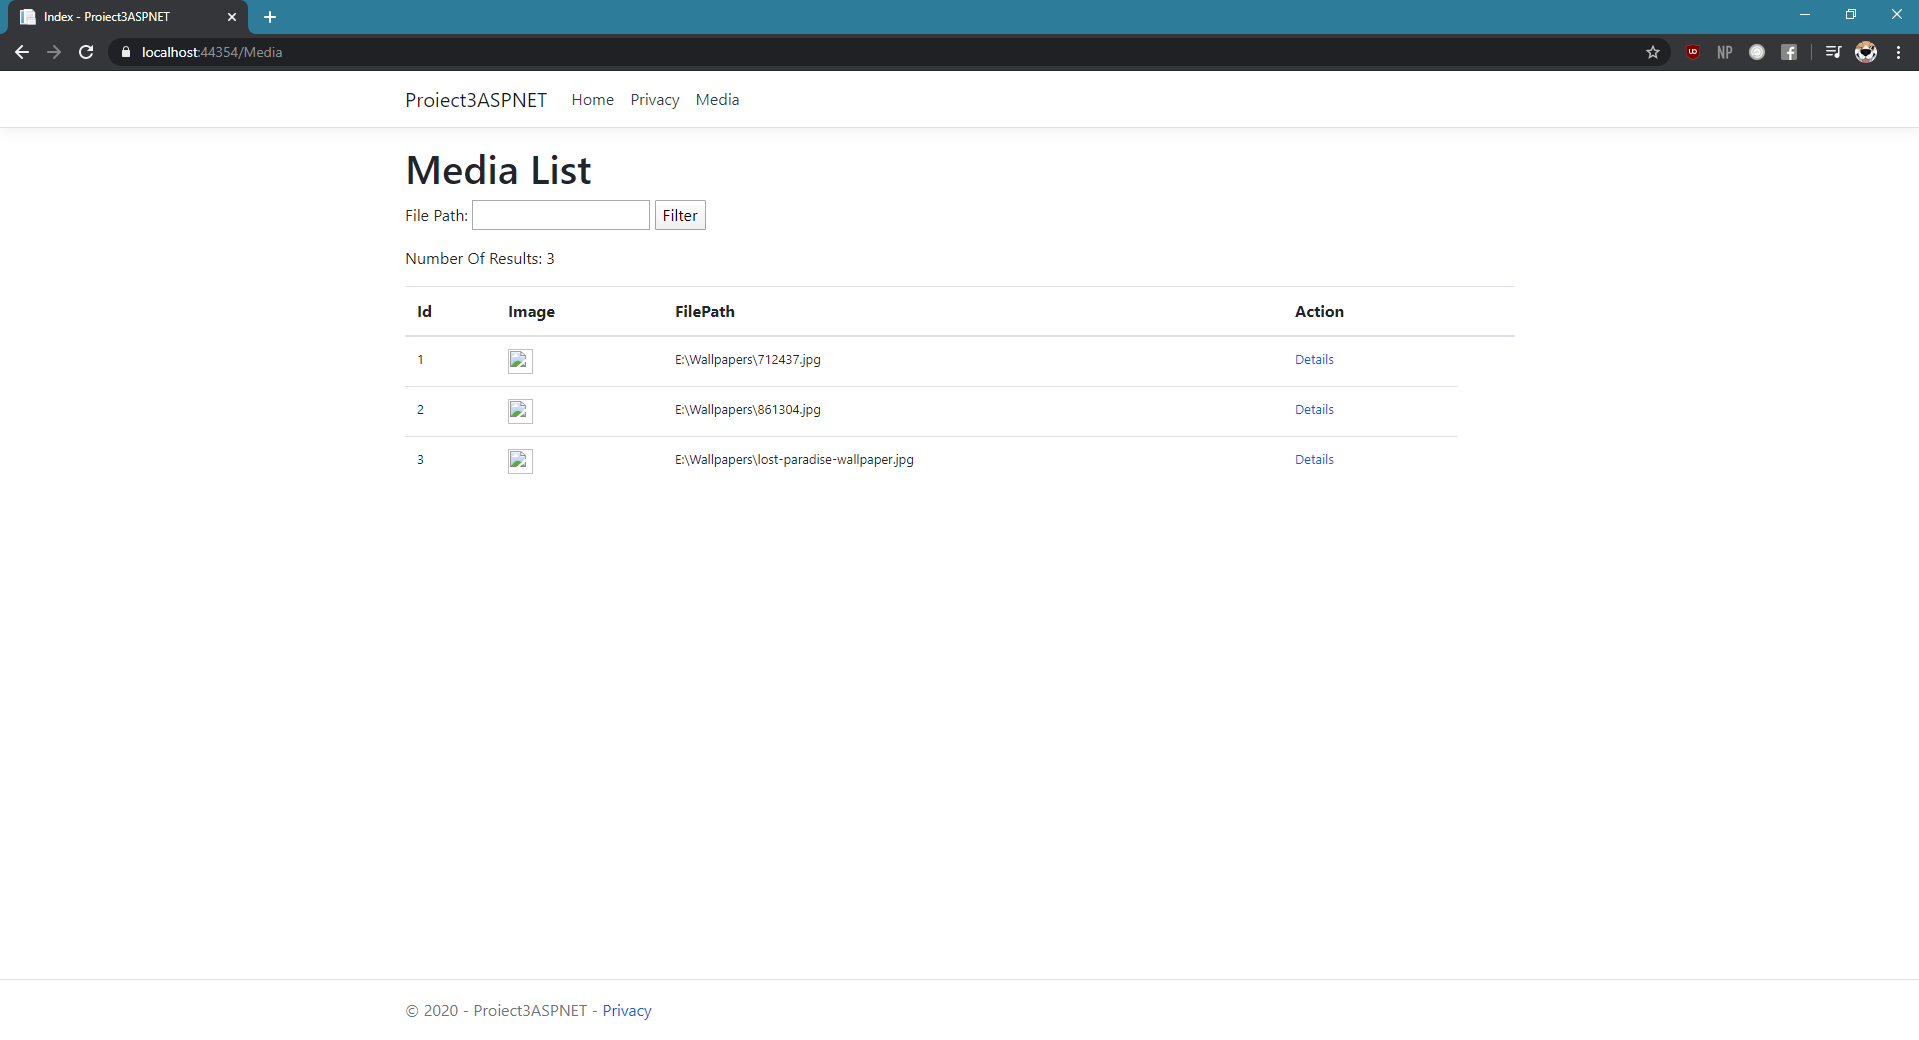 Index - Proiect3ASPNET
localhost:44354/Media
UD NP f
Proiect3ASPNET Home Privacy Media
Media List
File Path: Filter
Number Of Results: 3
Id Image FilePath Action
1 E:\Wallpapers\712437.jpg Details
2 E:\Wallpapers\861304.jpg Details
3 E:\Wallpapers\lost-paradise-wallpaper.jpg Details
© 2020 - Proiect3ASPNET - Privacy